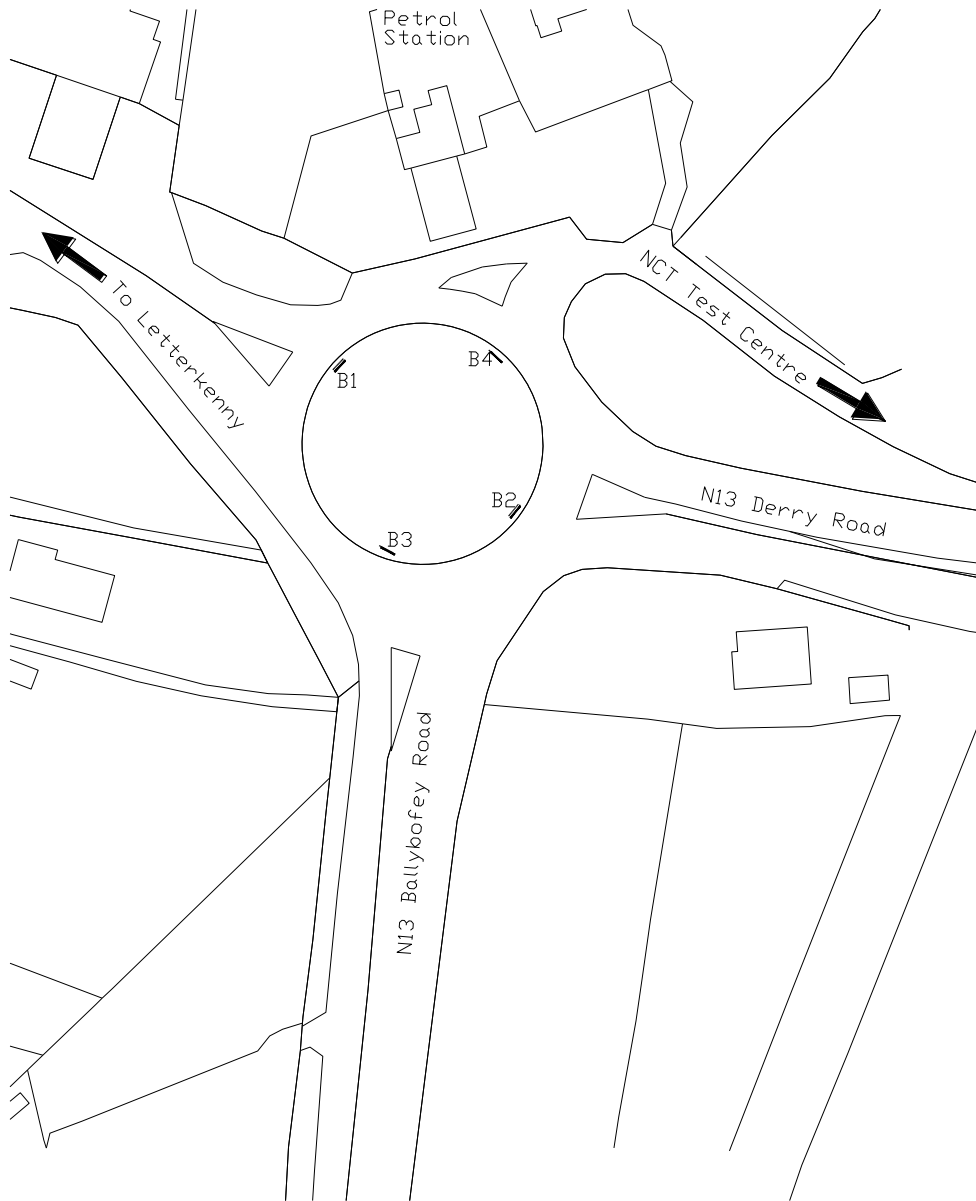 Petrol
Station
NCT Test Centre
To Letterkenny
B4
B1
B2
N13 Derry Road
B3
N13 Ballybofey Road